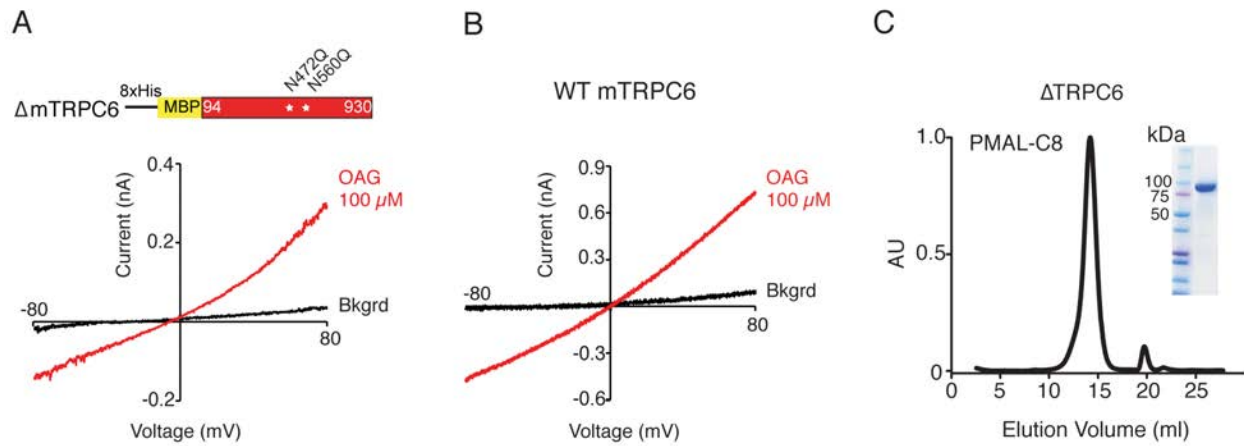 A
N472Q
N560Q
8xHis
ΔmTRPC6
MBP
94
930
0.4
OAG
100 µM
0.2
Current (nA)
-80
Bkgrd
80
-0.2
Voltage (mV)
B
WT mTRPC6
0.9
OAG
100 µM
0.6
Current (nA)
0.3
-80
Bkgrd
80
-0.3
-0.6
Voltage (mV)
C
ΔTRPC6
kDa
1.0
PMAL-C8
100
75
50
AU
0.5
0
0 5 10 15 20 25
Elution Volume (ml)